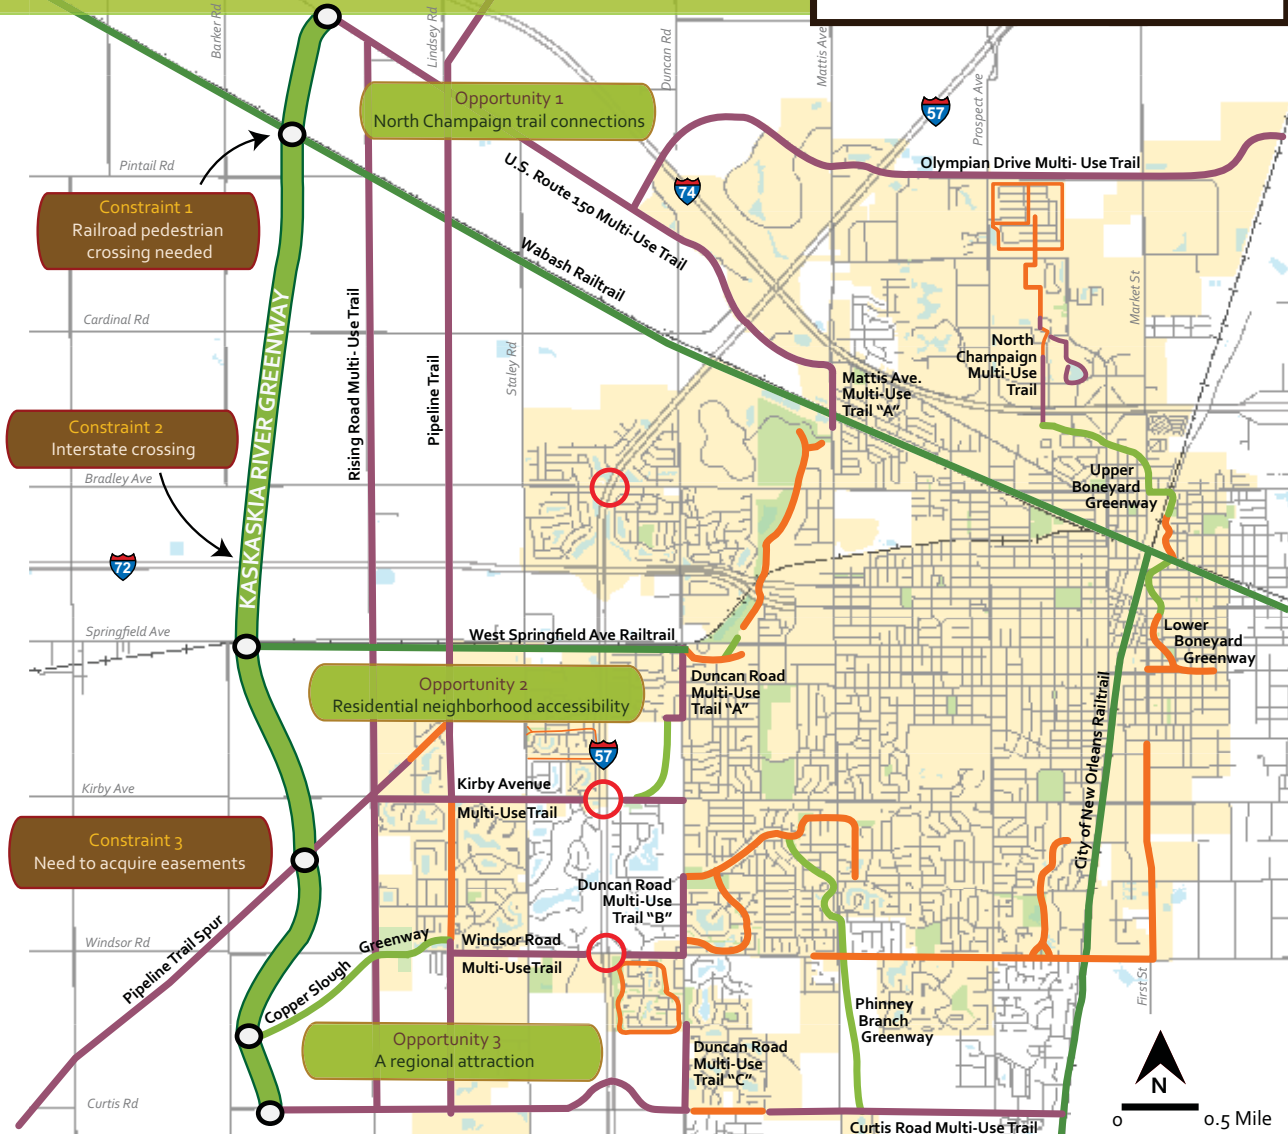 Barker Rd
Lindsey Rd
Duncan Rd
Mattis Ave
Prospect Ave
57
Opportunity 1
North Champaign trail connections
Pintail Rd
U.S. Route 150 Multi-Use Trail
74
Olympian Drive Multi- Use Trail
Constraint 1
Railroad pedestrian
crossing needed
Wabash Railtrail
Market St
Cardinal Rd
KASKASKIA RIVER GREENWAY
Rising Road Multi- Use Trail
Pipeline Trail
Staley Rd
North
Champaign
Multi-Use
Trail
Mattis Ave.
Multi-Use
Trail “A”
Constraint 2
Interstate crossing
Bradley Ave
Upper
Boneyard
Greenway
72
Springfield Ave
West Springfield Ave Railtrail
Lower
Boneyard
Greenway
Opportunity 2
Residential neighborhood accessibility
Duncan Road
Multi-Use
Trail “A”
City of New Orleans Railtrail
57
Kirby Ave
Kirby Avenue
Multi-UseTrail
Constraint 3
Need to acquire easements
Duncan Road
Multi-Use
Trail “B”
Windsor Rd
Pipeline Trail Spur
Copper Slough
Greenway
Windsor Road
Multi-UseTrail
First St
Phinney
Branch
Greenway
Opportunity 3
A regional attraction
Duncan Road
Multi-Use
Trail “C”
N
0
0.5 Mile
Curtis Rd
Curtis Road Multi-Use Trail